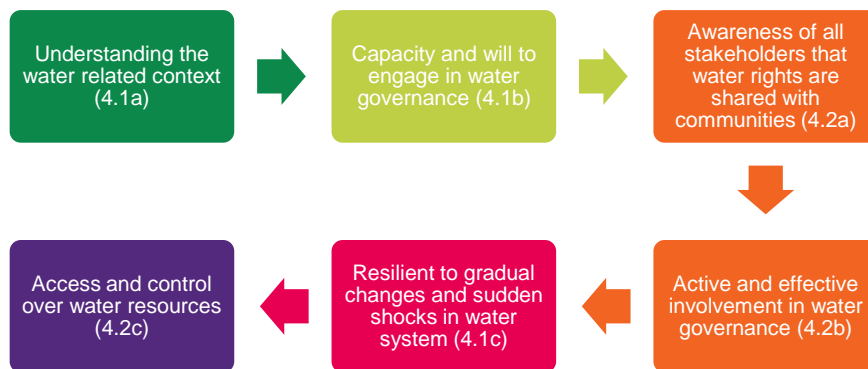 Understanding the
water related context
(4.1a)
Capacity and will to
engage in water
governance (4.1b)
Awareness of all
stakeholders that
water rights are
shared with
communities (4.2a)
Active and effective
involvement in water
governance (4.2b)
Resilient to gradual
changes and sudden
shocks in water
system (4.1c)
Access and control
over water resources
(4.2c)